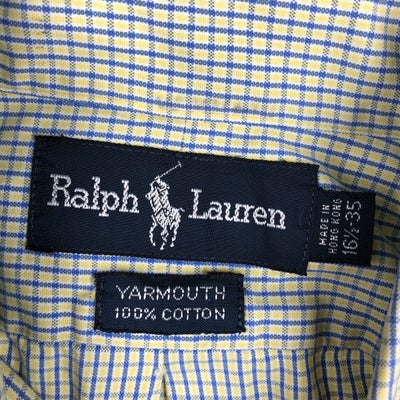 Ralph Lauren
MADE IN
HONG KONG
16½-35
YARMOUTH
100% COTTON